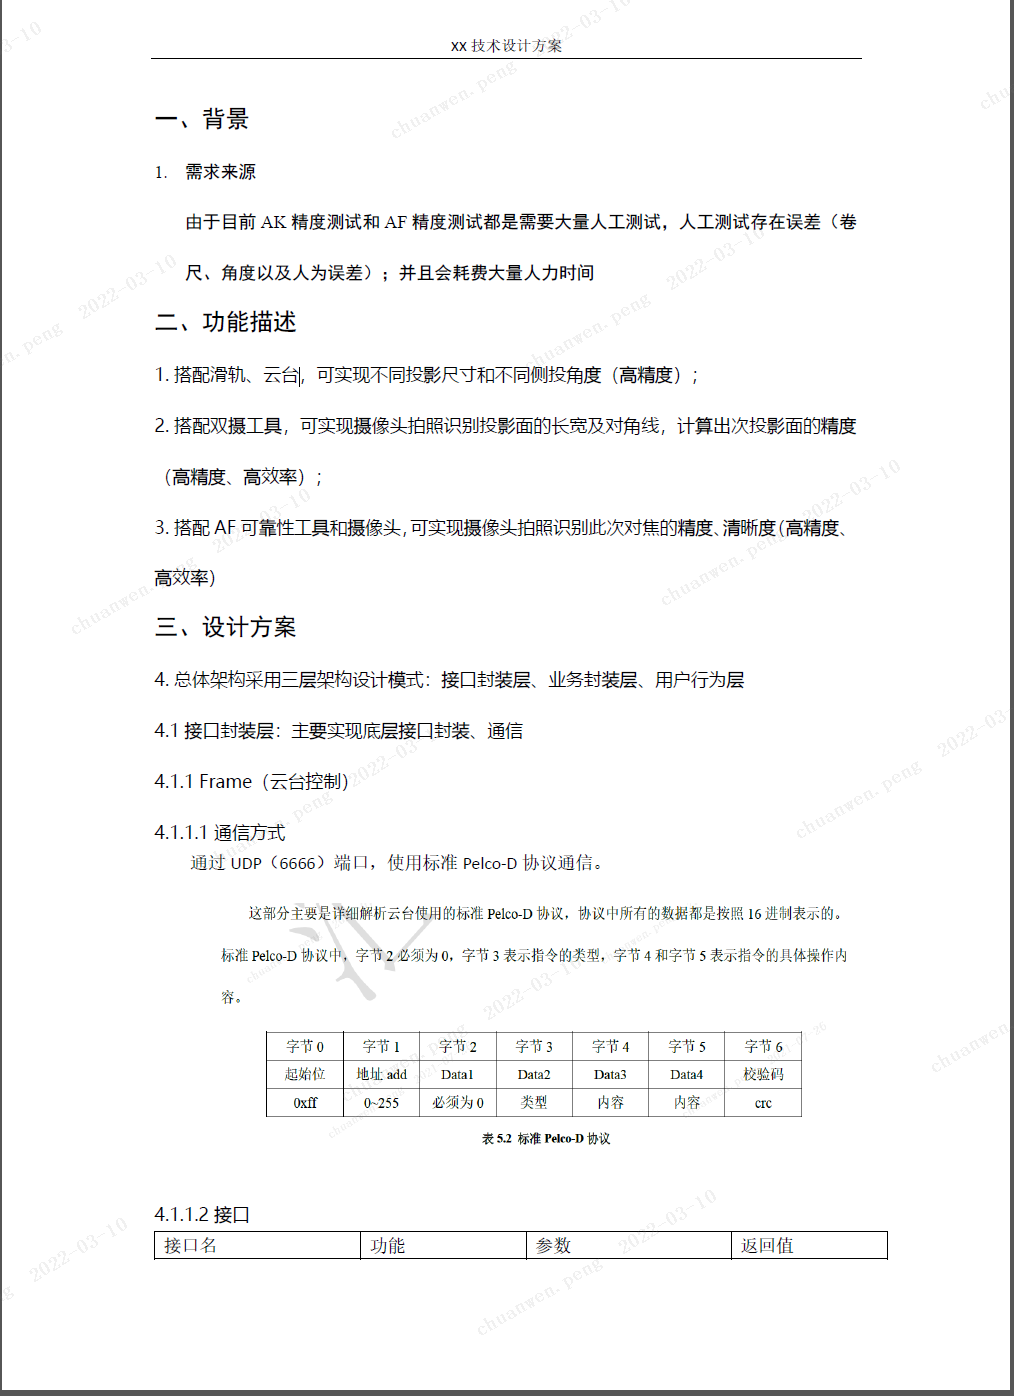 XX 技术设计方案
一、背景
1. 需求来源
由于目前 AK 精度测试和 AF 精度测试都是需要大量人工测试，人工测试存在误差（卷
尺、角度以及人为误差）；并且会耗费大量人力时间
二、功能描述
1. 搭配滑轨、云台，可实现不同投影尺寸和不同侧投角度（高精度）；
2. 搭配双摄工具，可实现摄像头拍照识别投影面的长宽及对角线，计算出次投影面的精度
（高精度、高效率）；
3. 搭配 AF 可靠性工具和摄像头，可实现摄像头拍照识别此次对焦的精度、清晰度（高精度、
高效率）
三、设计方案
4. 总体架构采用三层架构设计模式：接口封装层、业务封装层、用户行为层
4.1 接口封装层：主要实现底层接口封装、通信
4.1.1 Frame（云台控制）
4.1.1.1 通信方式
通过 UDP（6666）端口，使用标准 Pelco-D 协议通信。
这部分主要是详细解析云台使用的标准 Pelco-D 协议，协议中所有的数据都是按照 16 进制表示的。
标准 Pelco-D 协议中，字节 2 必须为 0，字节 3 表示指令的类型，字节 4 和字节 5 表示指令的具体操作内
容。
字节 0 字节 1 字节 2 字节 3 字节 4 字节 5 字节 6
起始位 地址 add Data1 Data2 Data3 Data4 校验码
0xff 0~255 必须为 0 类型 内容 内容 crc
表 5.2 标准 Pelco-D 协议
4.1.1.2 接口
接口名 功能 参数 返回值
chuanwen.peng 2022-03-10